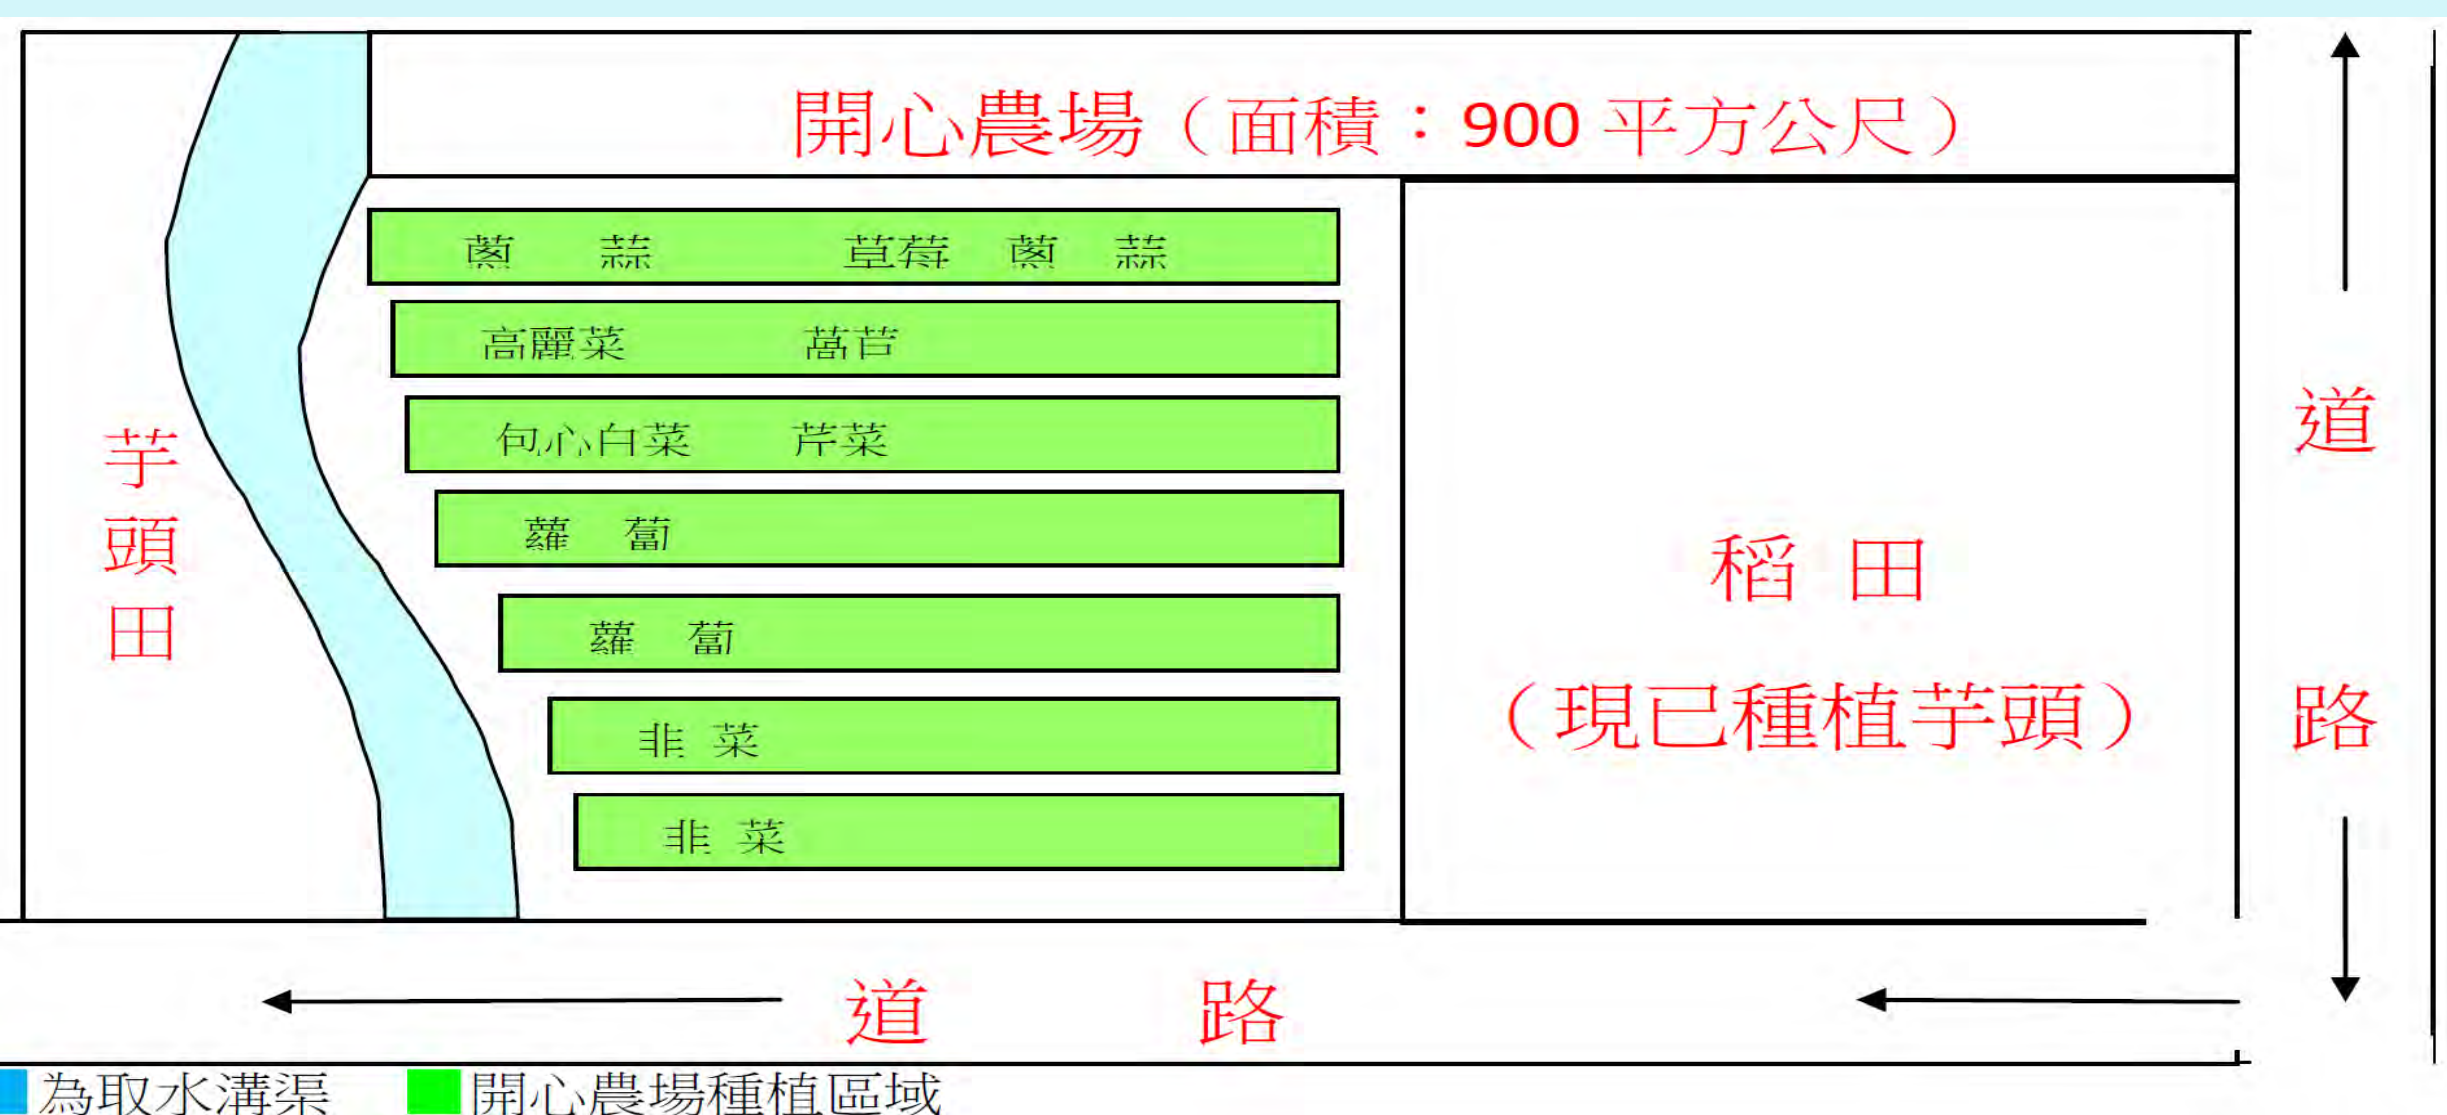 開心農場（面積：900 平方公尺）
蔥 蒜 草莓 蔥 蒜
高麗菜 萵苣
包心白菜 芹菜
蘿 蔔
蘿 蔔
韭 菜
韭 菜
芋頭田
稻 田
（現已種植芋頭）
道路
道 路
為取水溝渠 開心農場種植區域